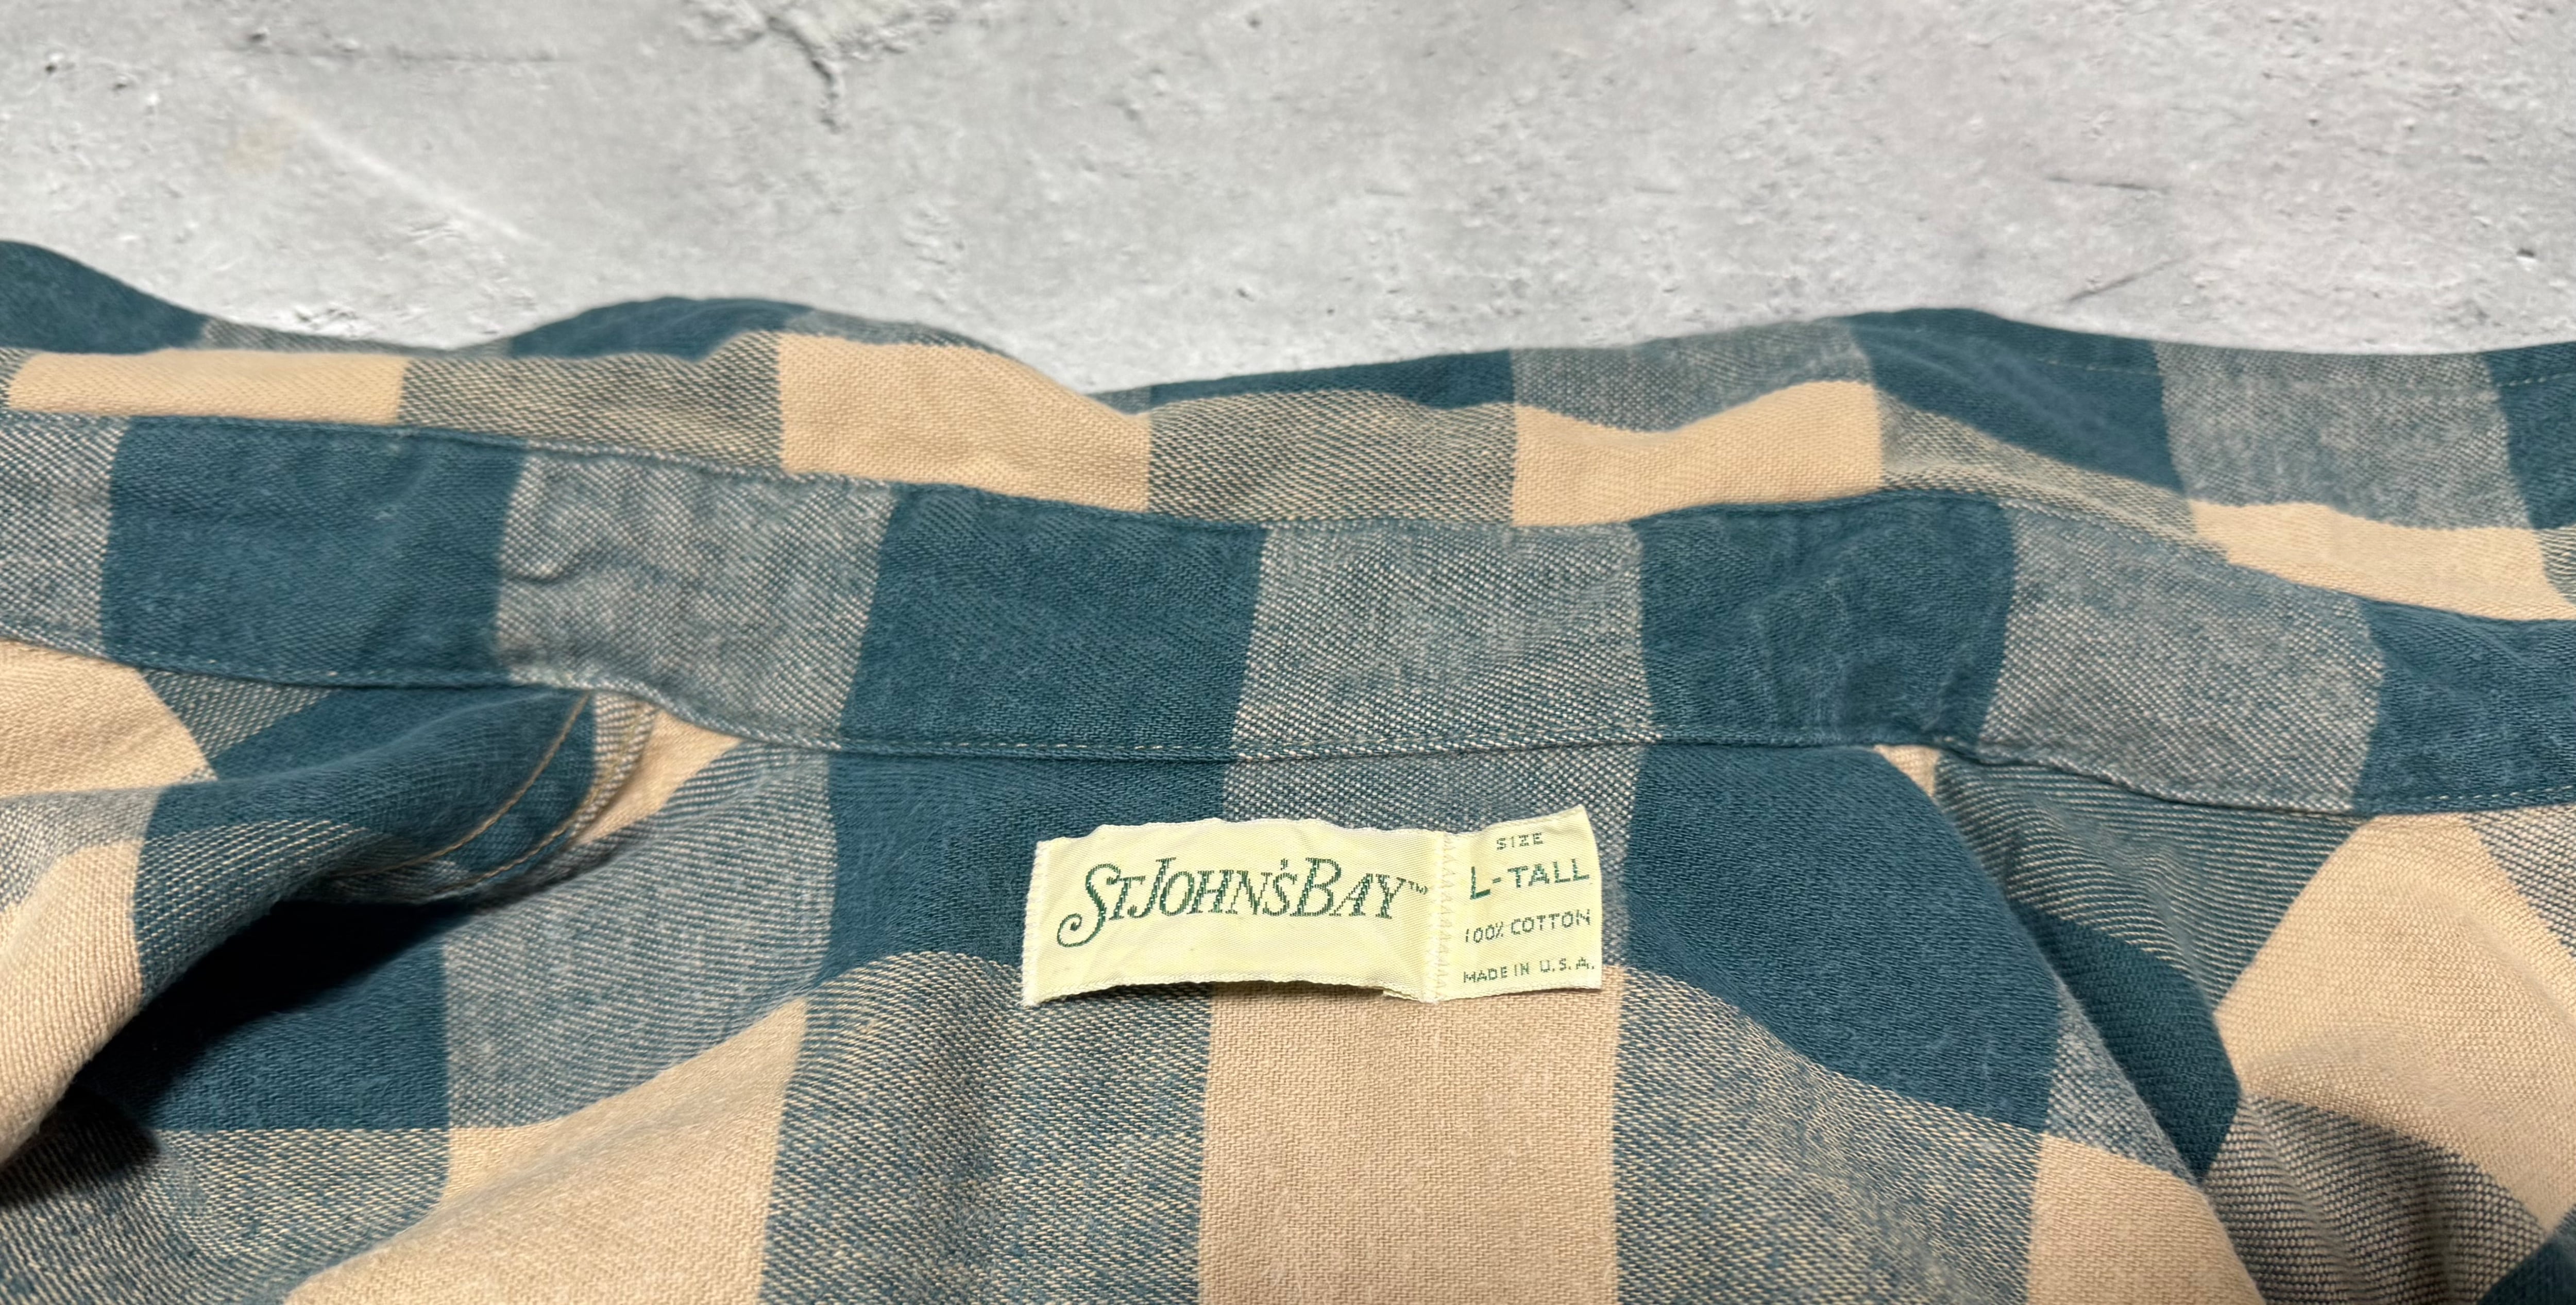 STJOHN'SBAY™
SIZE
L-TALL
100% COTTON
MADE IN U.S.A.